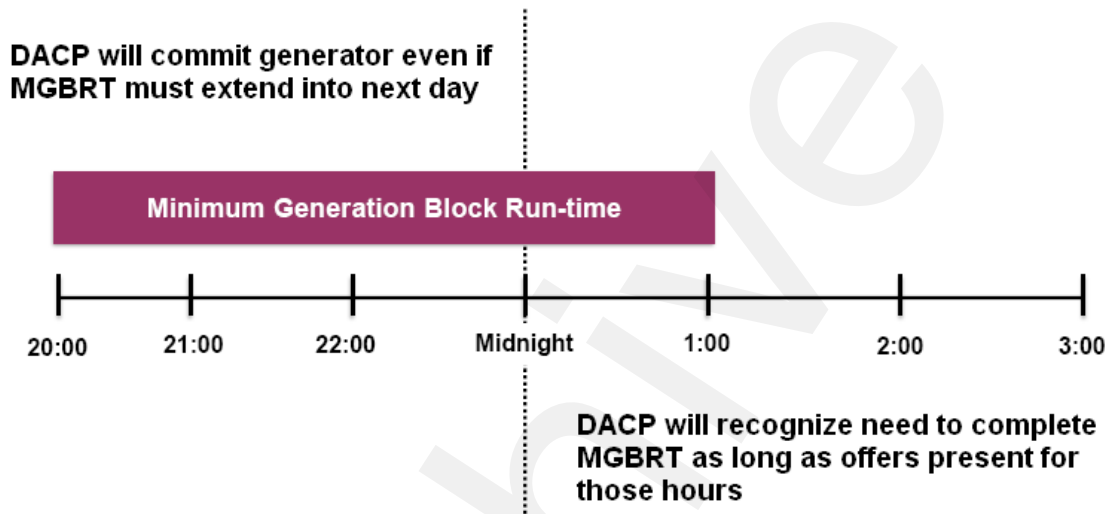 DACP will commit generator even if
MGBRT must extend into next day
Minimum Generation Block Run-time
20:00 21:00 22:00 Midnight 1:00 2:00 3:00
DACP will recognize need to complete
MGBRT as long as offers present for
those hours